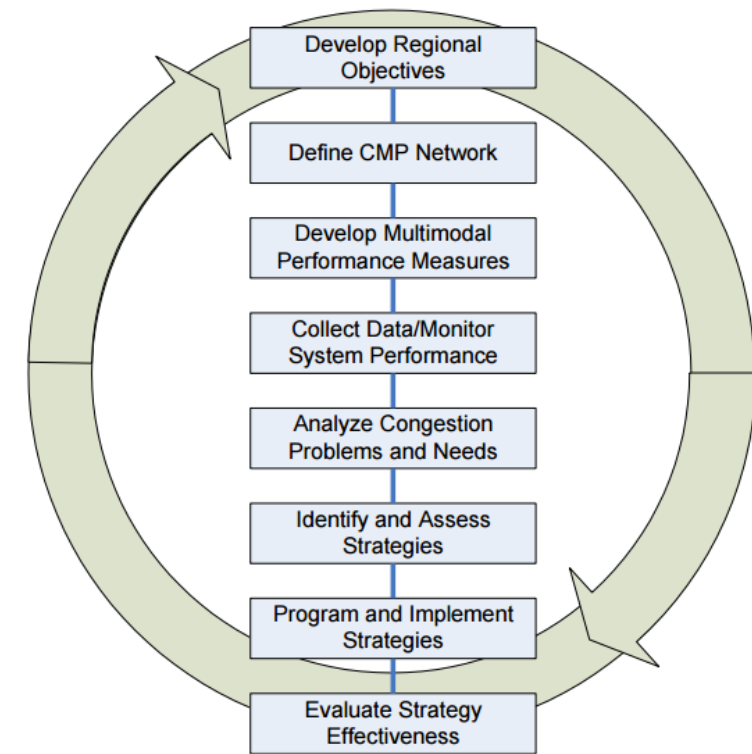 Develop Regional
Objectives
Define CMP Network
Develop Multimodal
Performance Measures
Collect Data/Monitor
System Performance
Analyze Congestion
Problems and Needs
Identify and Assess
Strategies
Program and Implement
Strategies
Evaluate Strategy
Effectiveness